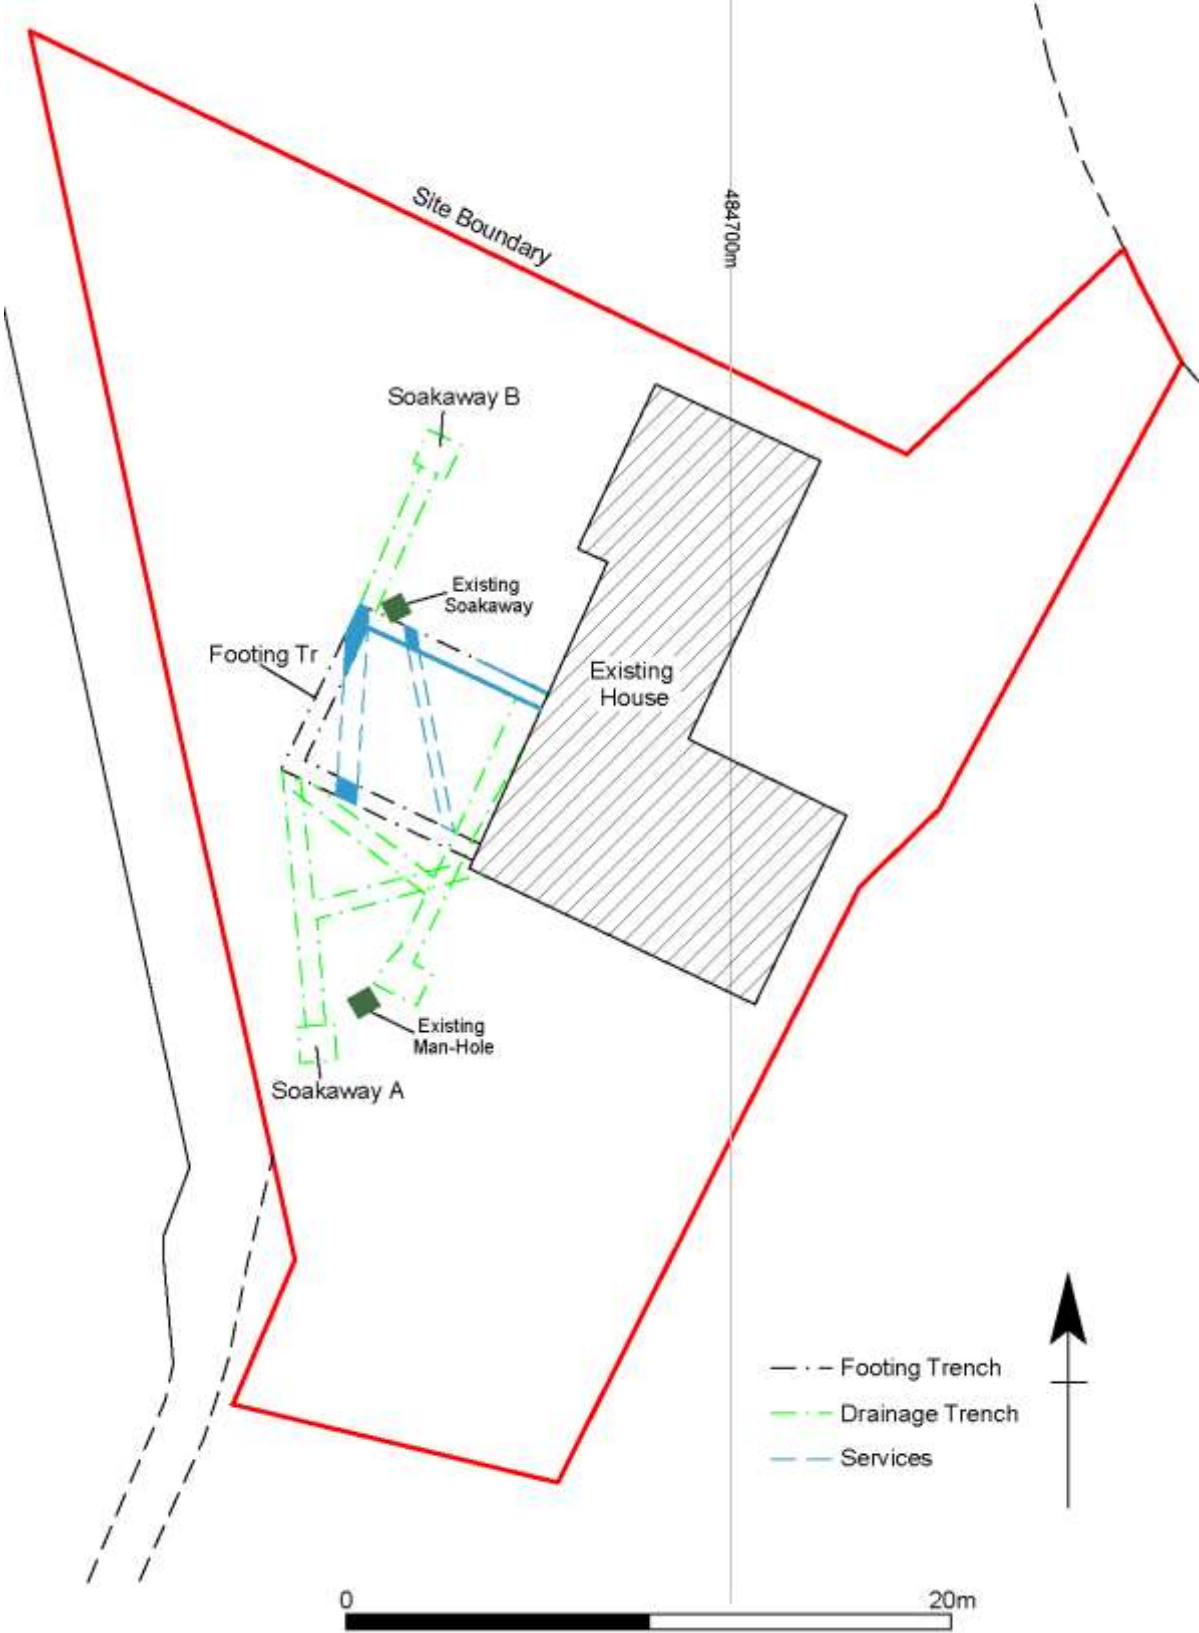 Site Boundary
484700m
Soakaway B
Existing
Soakaway
Footing Tr
Existing
House
Existing
Man-Hole
Soakaway A
Footing Trench
Drainage Trench
Services
0
20m